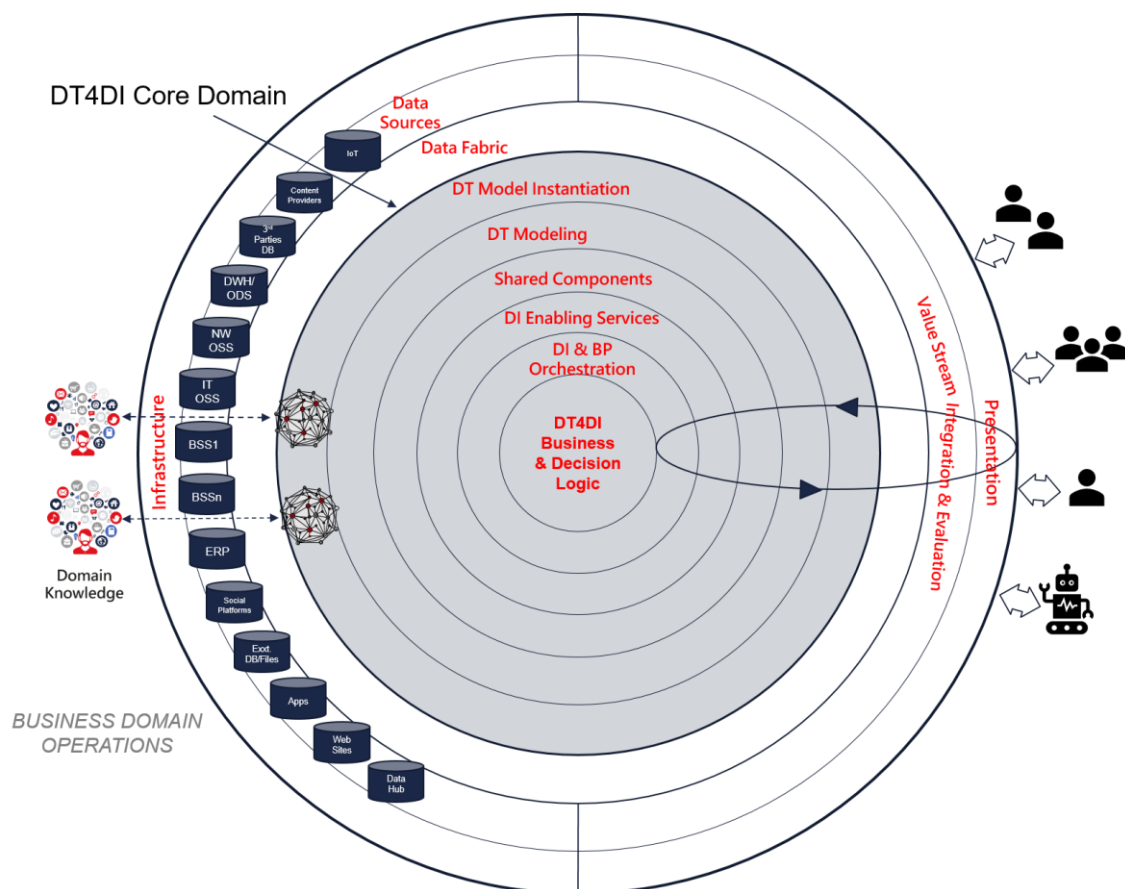 DT4DI Core Domain
Data
Sources
Data Fabric
DT Model Instantiation
DT Modeling
Shared Components
DI Enabling Services
DI & BP
Orchestration
DT4DI
Business
& Decision
Logic
IoT
Content
Providers
3rd
Parties
DB
DWH/
ODS
NW
OSS
IT
OSS
BSS1
BSSn
ERP
Social
Platforms
Exxt.
DB/Files
Apps
Web
Sites
Data
Hub
Infrastructure
Domain
Knowledge
BUSINESS DOMAIN
OPERATIONS
Value Stream Integration & Evaluation
Presentation